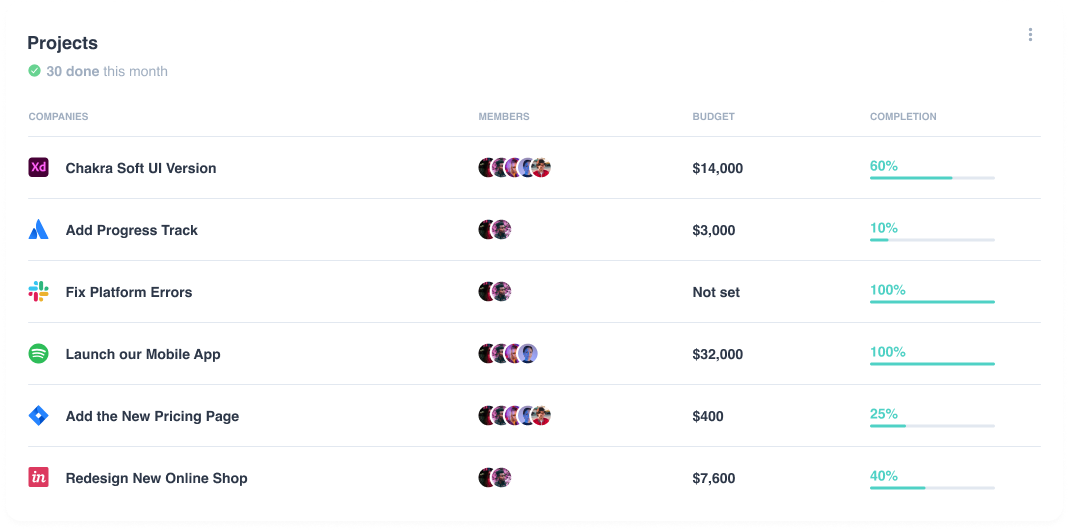 Projects
30 done this month
COMPANIES MEMBERS BUDGET COMPLETION
Xd Chakra Soft UI Version $14,000 60%
Add Progress Track $3,000 10%
Fix Platform Errors Not set 100%
Launch our Mobile App $32,000 100%
Add the New Pricing Page $400 25%
in Redesign New Online Shop $7,600 40%